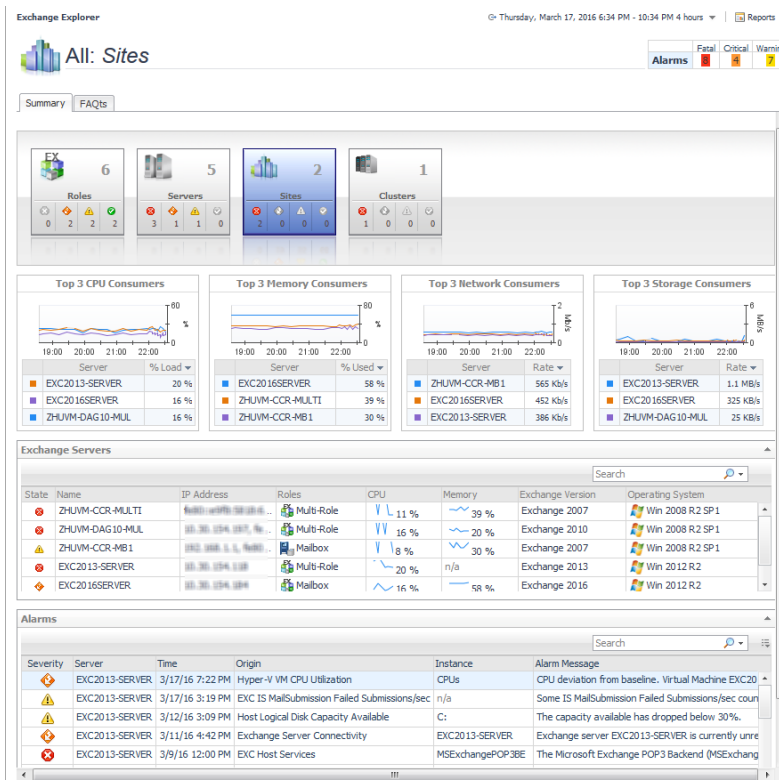 Exchange Explorer
Thursday, March 17, 2016 6:34 PM - 10:34 PM 4 hours
Reports
All: Sites
Fatal Critical Warnin
Alarms 8 4 7
Summary FAQts
EX 6 5 2 1
Roles Servers Sites Clusters
0 2 2 2 3 1 1 0 2 0 0 0 1 0 0 0
Top 3 CPU Consumers
60
%
0
19:00 20:00 21:00 22:00
Server % Load
EXC2013-SERVER 20 %
EXC2016SERVER 16 %
ZHUVM-DAG10-MUL 16 %
Top 3 Memory Consumers
80
%
0
19:00 20:00 21:00 22:00
Server % Used
EXC2016SERVER 58 %
ZHUVM-CCR-MULTI 39 %
ZHUVM-CCR-MB1 30 %
Top 3 Network Consumers
2
Mb/s
0
19:00 20:00 21:00 22:00
Server Rate
ZHUVM-CCR-MB1 565 Kb/s
EXC2016SERVER 452 Kb/s
EXC2013-SERVER 386 Kb/s
Top 3 Storage Consumers
6
MB/s
0
19:00 20:00 21:00 22:00
Server Rate
EXC2013-SERVER 1.1 MB/s
EXC2016SERVER 325 KB/s
ZHUVM-DAG10-MUL 25 KB/s
Exchange Servers
Search
State Name IP Address Roles CPU Memory Exchange Version Operating System
ZHUVM-CCR-MULTI Multi-Role 11 % 39 % Exchange 2007 Win 2008 R2 SP1
ZHUVM-DAG10-MUL Multi-Role 16 % 20 % Exchange 2010 Win 2008 R2 SP1
ZHUVM-CCR-MB1 Mailbox 8 % 30 % Exchange 2007 Win 2008 R2 SP1
EXC2013-SERVER Multi-Role 20 % n/a Exchange 2013 Win 2012 R2
EXC2016SERVER Mailbox 16 % 58 % Exchange 2016 Win 2012 R2
Alarms
Search
Severity Server Time Origin Instance Alarm Message
EXC2013-SERVER 3/17/16 7:22 PM Hyper-V VM CPU Utilization CPUs CPU deviation from baseline. Virtual Machine EXC20
EXC2013-SERVER 3/17/16 3:19 PM EXC IS MailSubmission Failed Submissions/sec n/a Some IS MailSubmission Failed Submissions/sec coun
EXC2013-SERVER 3/12/16 3:09 PM Host Logical Disk Capacity Available C: The capacity available has dropped below 30%.
EXC2013-SERVER 3/11/16 4:42 PM Exchange Server Connectivity EXC2013-SERVER Exchange server EXC2013-SERVER is currently unre
EXC2013-SERVER 3/9/16 12:00 PM EXC Host Services MSExchangePOP3BE The Microsoft Exchange POP3 Backend (MSExchang